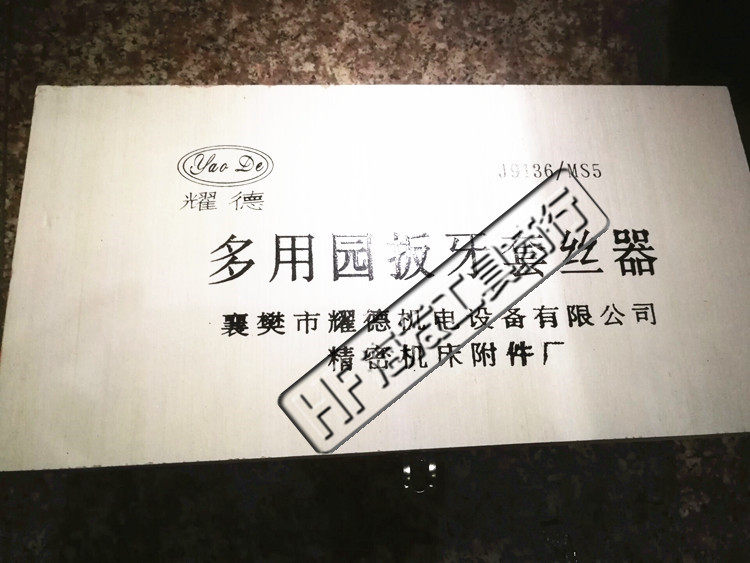 Yao De
耀德
J9136/MS5
多用园扳牙套丝器
襄樊市耀德机电设备有限公司
精密机床附件厂